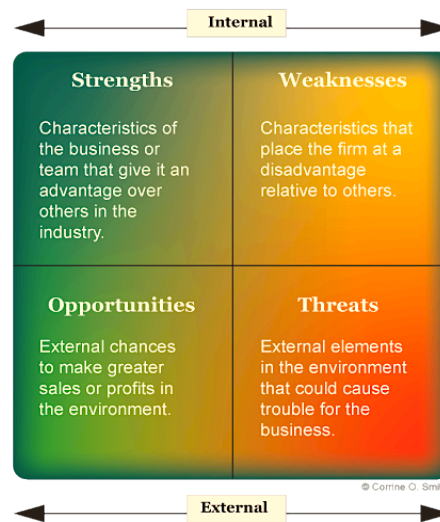 Internal
Strengths
Characteristics of
the business or
team that give it an
advantage over
others in the
industry.
Weaknesses
Characteristics that
place the firm at a
disadvantage
relative to others.
Opportunities
External chances
to make greater
sales or profits in
the environment.
Threats
External elements
in the environment
that could cause
trouble for the
business.
© Corrine O. Smi
External